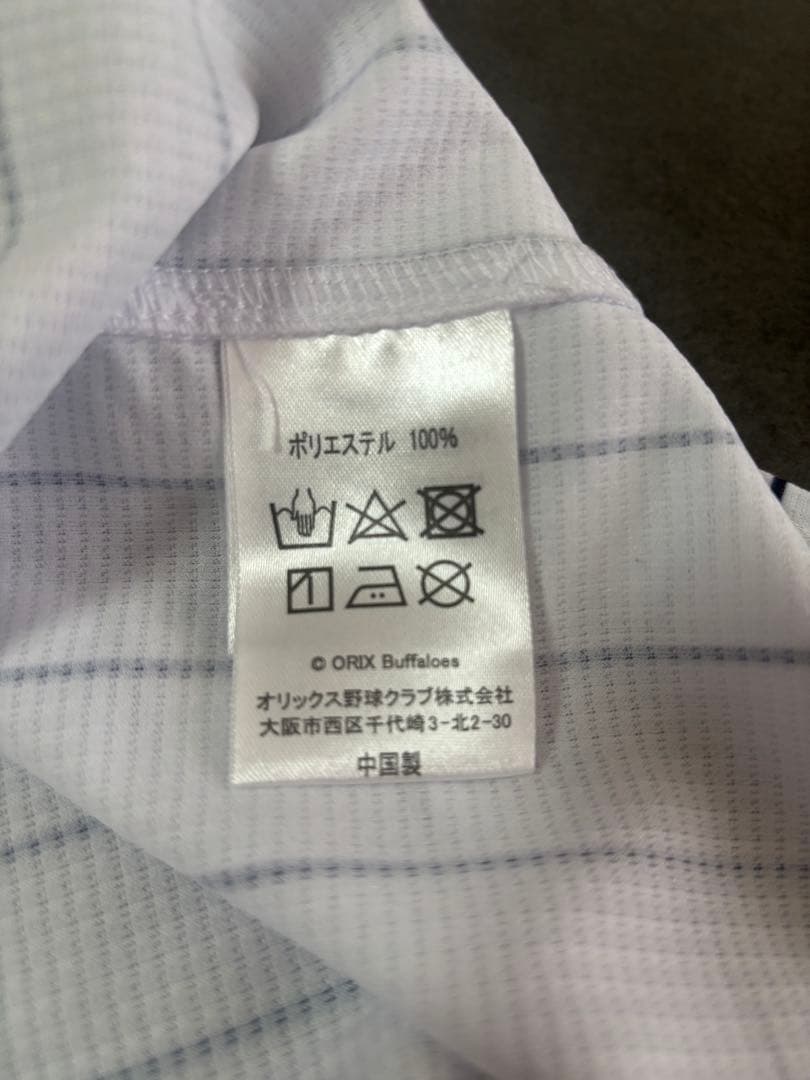 ポリエステル 100%
© ORIX Buffaloes
オリックス野球クラブ株式会社
大阪市西区千代崎3-北2-30
中国製